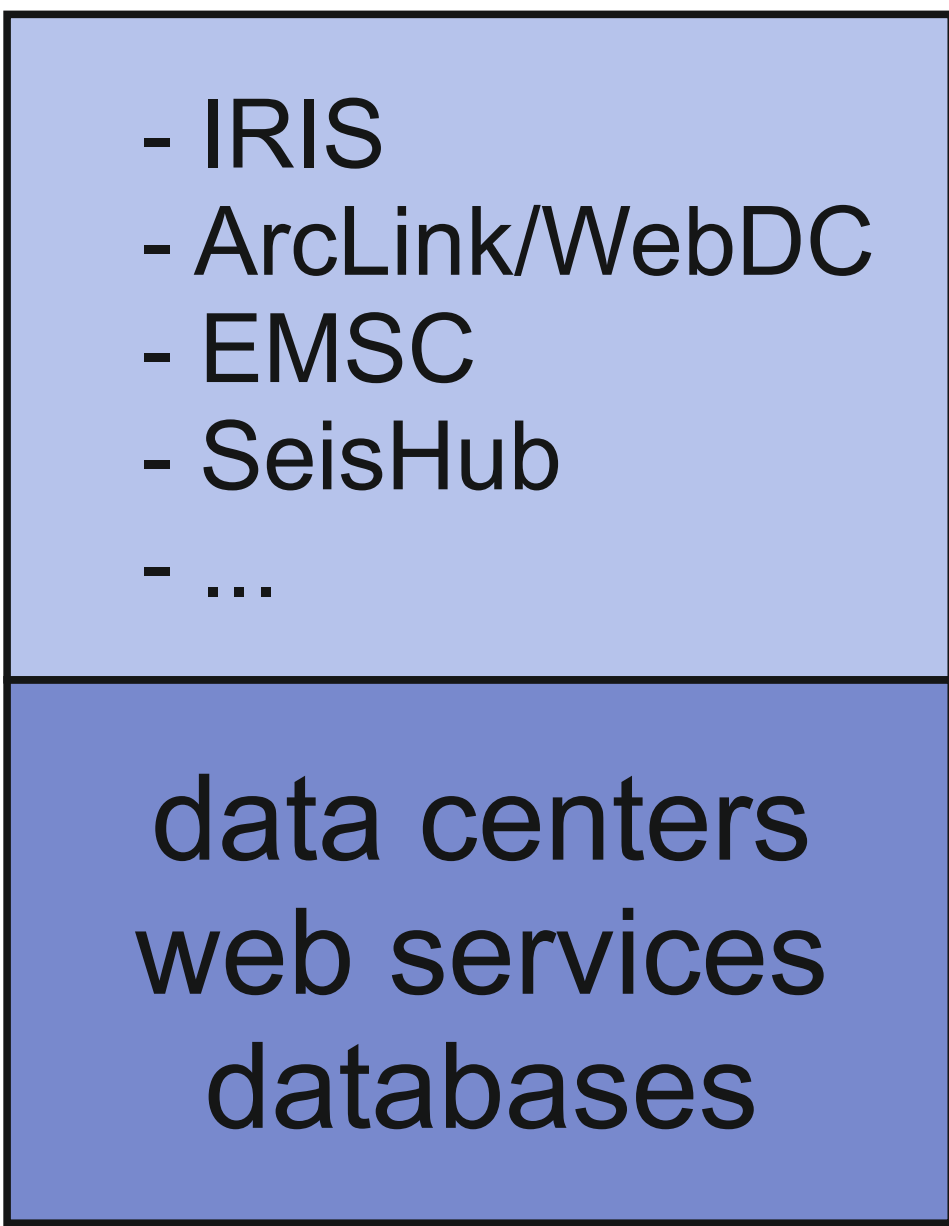 - IRIS
- ArcLink/WebDC
- EMSC
- SeisHub
- ...
data centers
web services
databases